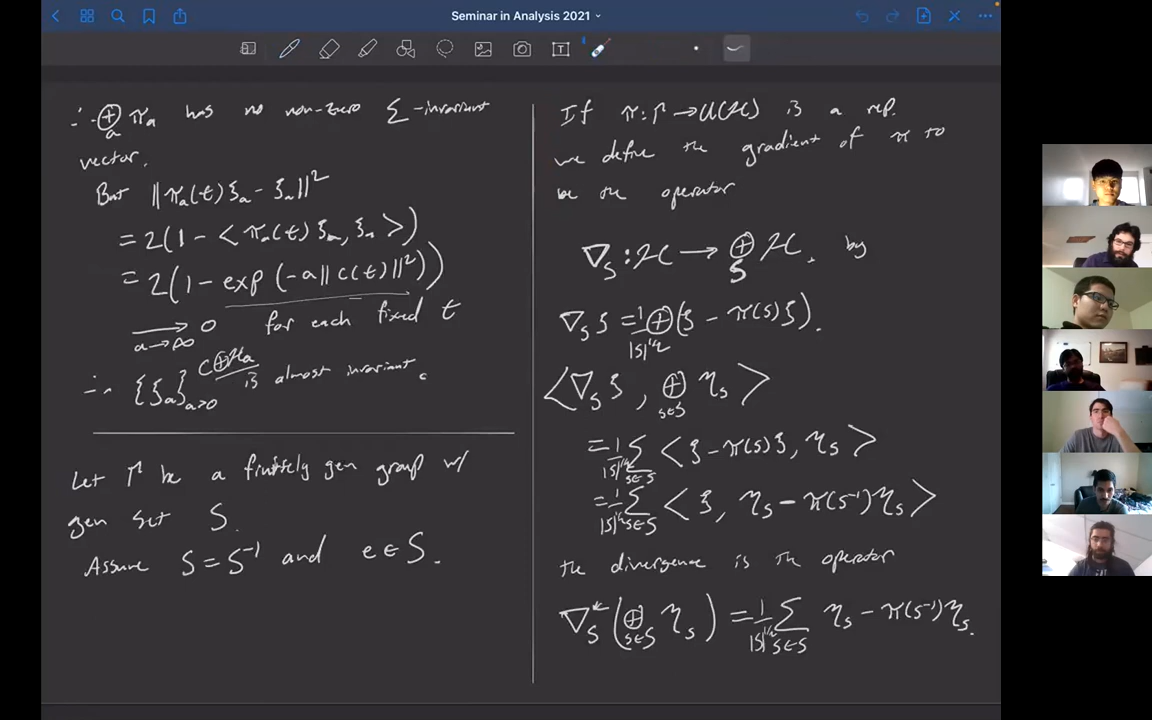 Seminar in Analysis 2021
∴ ⊕_a π_a has no non-zero Σ-invariant
vector.
But ||π_a(t)ξ_a - ξ_a||²
= 2(1 - <π_a(t)ξ_a, ξ_a>)
= 2(1 - exp(-a||c(t)||²))
→_{a→∞} 0 for each fixed t
∴ {ξ_a}_{a>0} ⊂ ⊕H_a is almost invariant.
Let Γ be a finitely gen group w/
gen set S.
Assume S = S⁻¹ and e ∈ S.
If π: Γ → U(H) is a rep.
we define the gradient of π to
be the operator
∇_S : H → ⊕_S H, by
∇_S ξ = 1/|S|^{1/2} ⊕(ξ - π(s)ξ).
<∇_S ξ, ⊕_{s∈S} η_s>
= 1/|S|^{1/2} Σ_{s∈S} <ξ - π(s)ξ, η_s>
= 1/|S|^{1/2} Σ_{s∈S} <ξ, η_s - π(s⁻¹)η_s>
the divergence is the operator
∇_S^*(⊕_{s∈S} η_s) = 1/|S|^{1/2} Σ_{s∈S} η_s - π(s⁻¹)η_s.